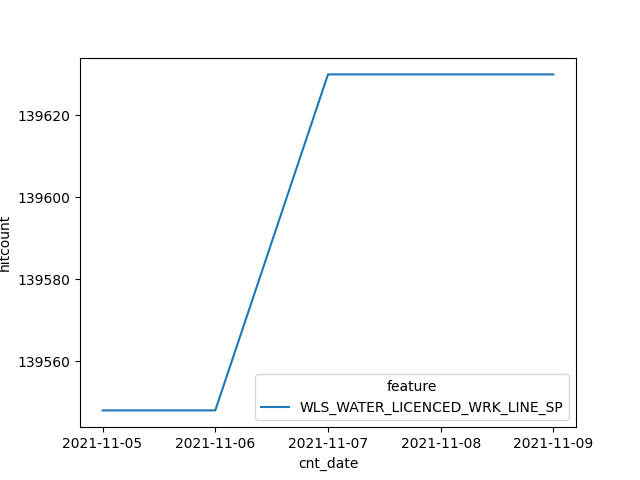 139620
139600
139580
139560
hitcount
feature
WLS_WATER_LICENCED_WRK_LINE_SP
2021-11-05 2021-11-06 2021-11-07 2021-11-08 2021-11-09
cnt_date